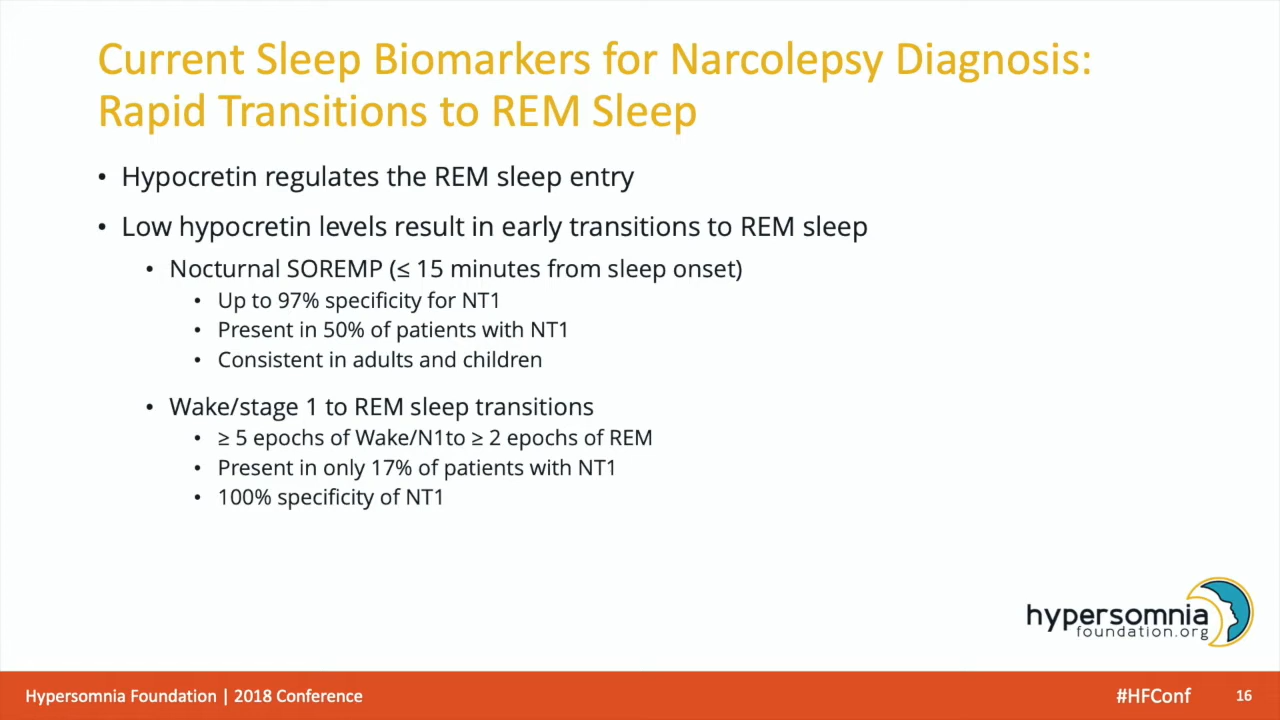 Current Sleep Biomarkers for Narcolepsy Diagnosis:
Rapid Transitions to REM Sleep
• Hypocretin regulates the REM sleep entry
• Low hypocretin levels result in early transitions to REM sleep
• Nocturnal SOREMP (≤ 15 minutes from sleep onset)
• Up to 97% specificity for NT1
• Present in 50% of patients with NT1
• Consistent in adults and children
• Wake/stage 1 to REM sleep transitions
• ≥ 5 epochs of Wake/N1to ≥ 2 epochs of REM
• Present in only 17% of patients with NT1
• 100% specificity of NT1
hypersomnia
foundation.org
Hypersomnia Foundation | 2018 Conference
#HFConf
16